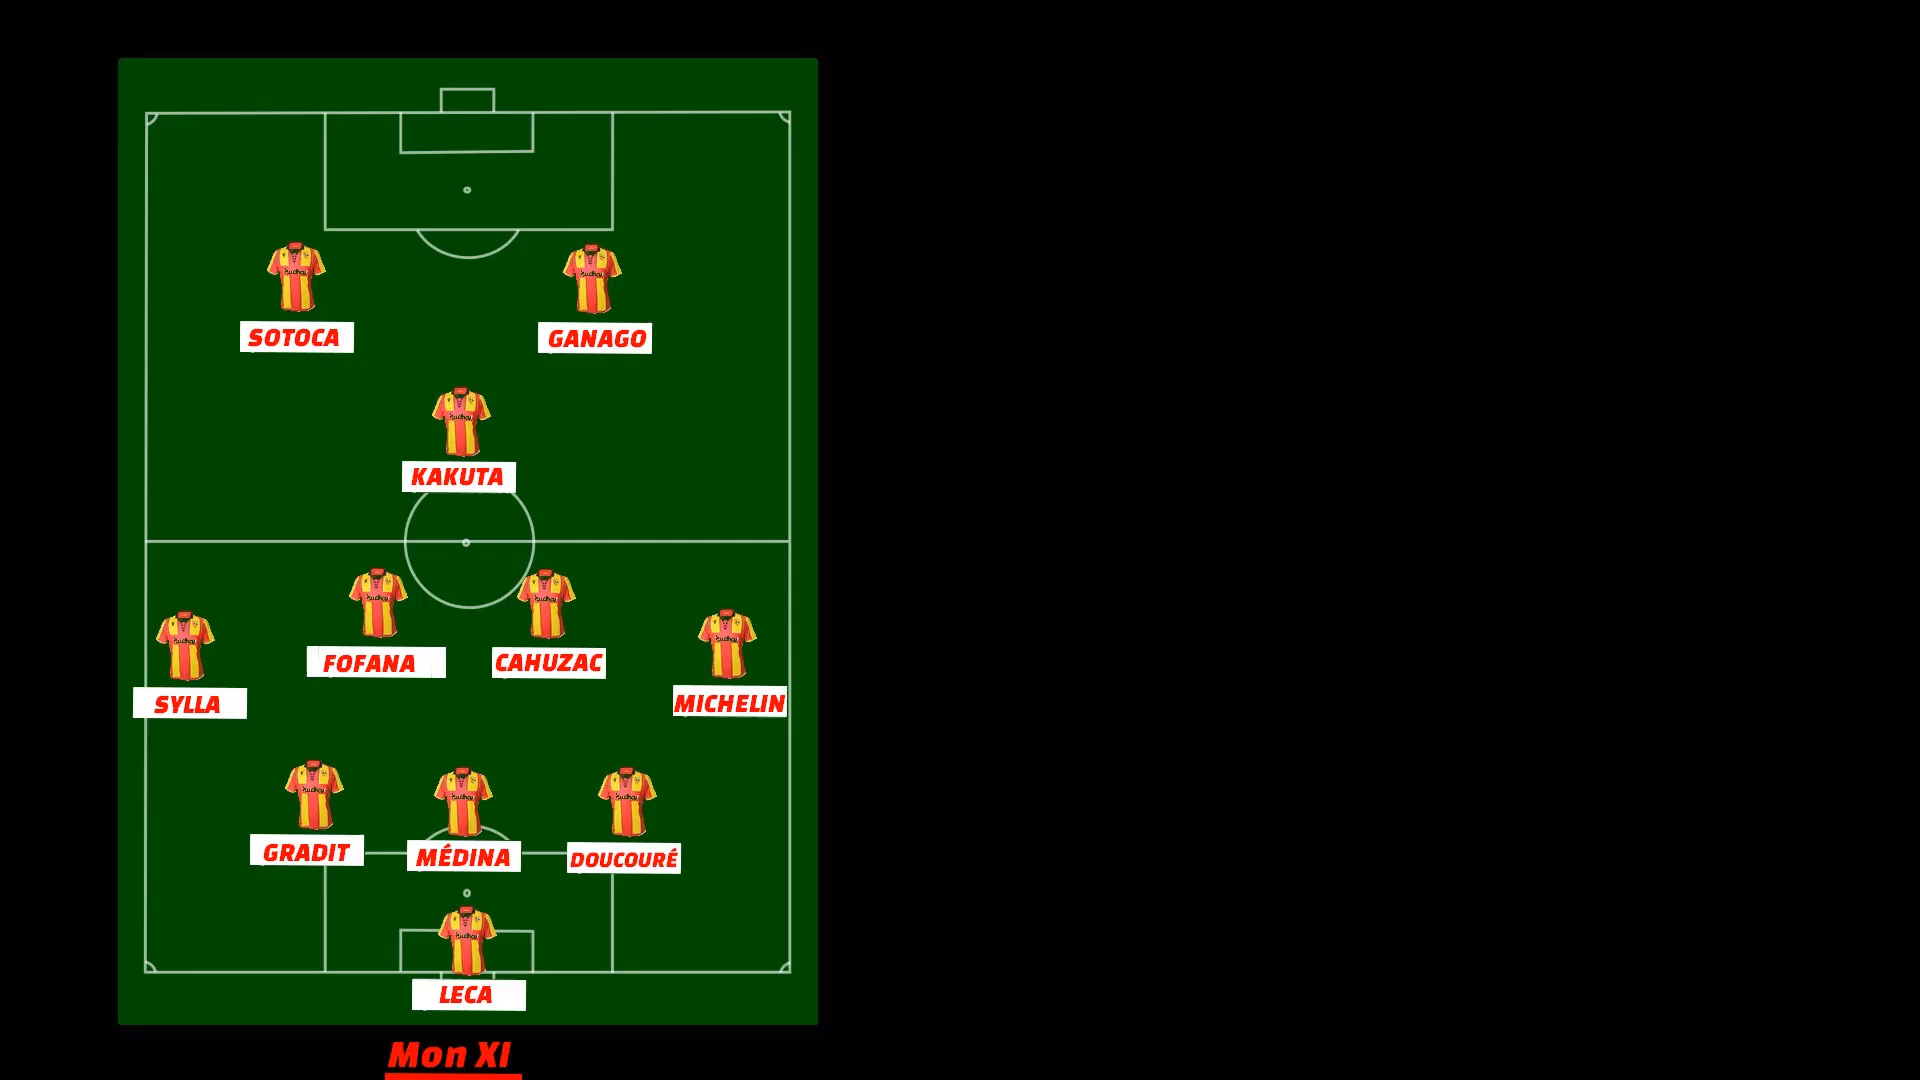 SOTOCA
GANAGO
KAKUTA
FOFANA
CAHUZAC
SYLLA
MICHELIN
GRADIT
MÉDINA
DOUCOURÉ
LECA
Mon XI